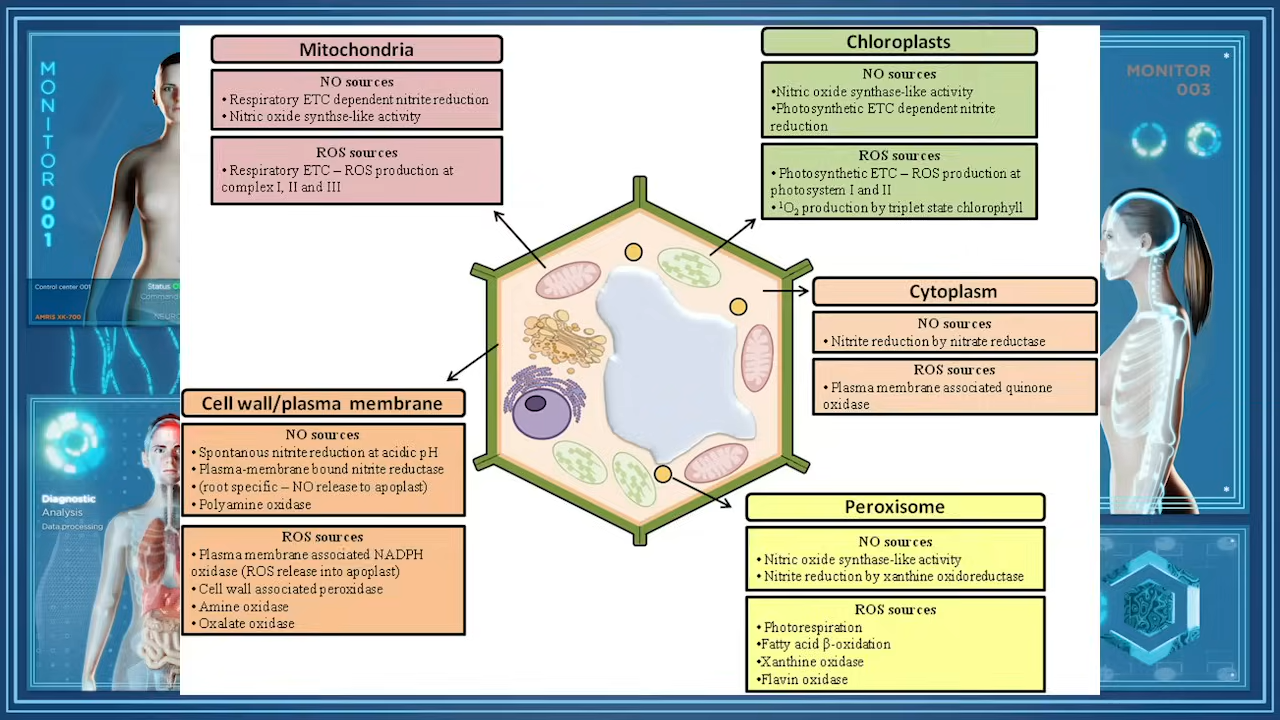 MONITOR 001
Control center 001
Status
AMRIS XK-700
Diagnostic
Analysis
Data,processing
Mitochondria
NO sources
• Respiratory ETC dependent nitrite reduction
• Nitric oxide synthse-like activity
ROS sources
• Respiratory ETC – ROS production at
complex I, II and III
Chloroplasts
NO sources
•Nitric oxide synthase-like activity
•Photosynthetic ETC dependent nitrite
reduction
ROS sources
• Photosynthetic ETC – ROS production at
photosystem I and II
• ¹O₂ production by triplet state chlorophyll
MONITOR
003
Cytoplasm
NO sources
• Nitrite reduction by nitrate reductase
ROS sources
• Plasma membrane associated quinone
oxidase
Cell wall/plasma membrane
NO sources
• Spontanous nitrite reduction at acidic pH
• Plasma-membrane bound nitrite reductase
• (root specific – NO release to apoplast)
• Polyamine oxidase
ROS sources
• Plasma membrane associated NADPH
oxidase (ROS release into apoplast)
• Cell wall associated peroxidase
• Amine oxidase
• Oxalate oxidase
Peroxisome
NO sources
• Nitric oxide synthase-like activity
• Nitrite reduction by xanthine oxidoreductase
ROS sources
• Photorespiration
•Fatty acid β-oxidation
•Xanthine oxidase
•Flavin oxidase